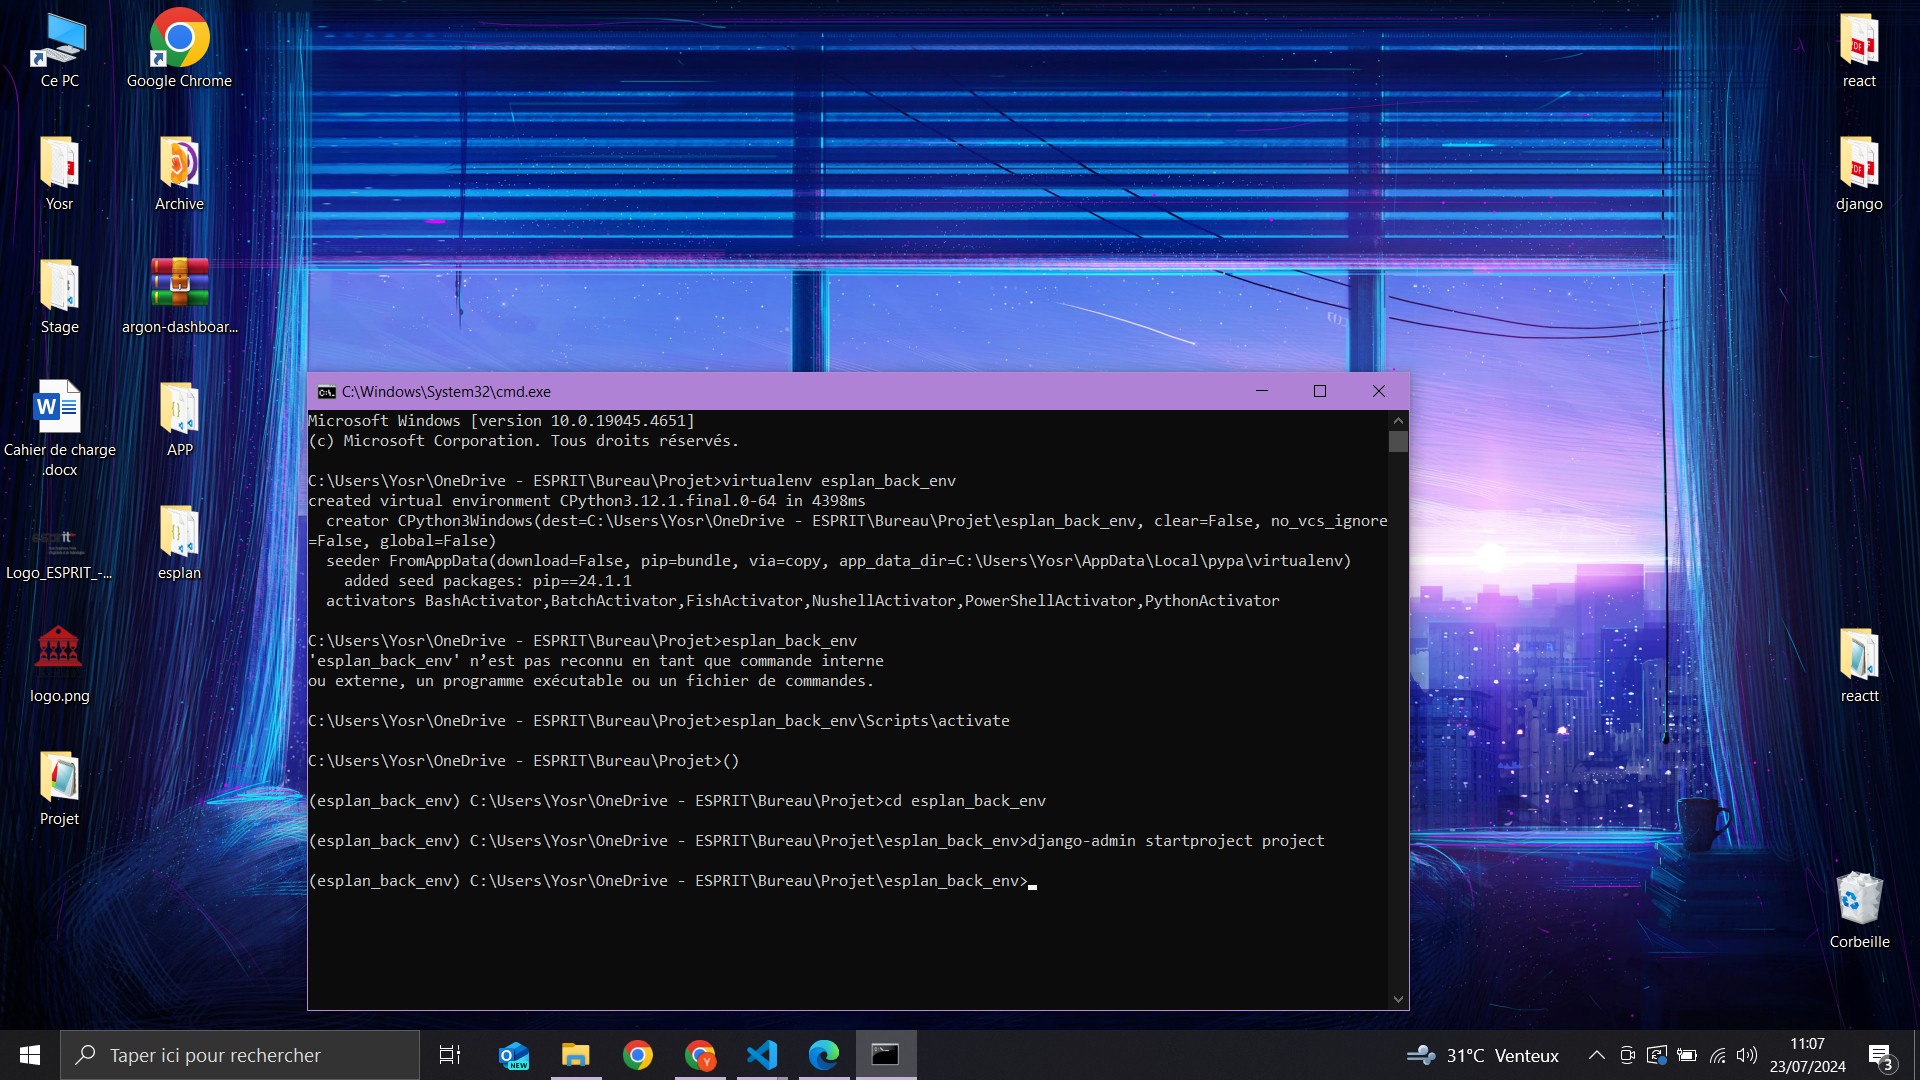 Ce PC
Google Chrome
Yosr
Archive
Stage
argon-dashboar...
Cahier de charge
.docx
APP
esprit
Logo_ESPRIT_-...
esplan
logo.png
Projet
react
django
reactt
Corbeille
C:\Windows\System32\cmd.exe
Microsoft Windows [version 10.0.19045.4651]
(c) Microsoft Corporation. Tous droits réservés.
C:\Users\Yosr\OneDrive - ESPRIT\Bureau\Projet>virtualenv esplan_back_env
created virtual environment CPython3.12.1.final.0-64 in 4398ms
  creator CPython3Windows(dest=C:\Users\Yosr\OneDrive - ESPRIT\Bureau\Projet\esplan_back_env, clear=False, no_vcs_ignore
=False, global=False)
  seeder FromAppData(download=False, pip=bundle, via=copy, app_data_dir=C:\Users\Yosr\AppData\Local\pypa\virtualenv)
    added seed packages: pip==24.1.1
  activators BashActivator,BatchActivator,FishActivator,NushellActivator,PowerShellActivator,PythonActivator
C:\Users\Yosr\OneDrive - ESPRIT\Bureau\Projet>esplan_back_env
'esplan_back_env' n’est pas reconnu en tant que commande interne
ou externe, un programme exécutable ou un fichier de commandes.
C:\Users\Yosr\OneDrive - ESPRIT\Bureau\Projet>esplan_back_env\Scripts\activate
C:\Users\Yosr\OneDrive - ESPRIT\Bureau\Projet>()
(esplan_back_env) C:\Users\Yosr\OneDrive - ESPRIT\Bureau\Projet>cd esplan_back_env
(esplan_back_env) C:\Users\Yosr\OneDrive - ESPRIT\Bureau\Projet\esplan_back_env>django-admin startproject project
(esplan_back_env) C:\Users\Yosr\OneDrive - ESPRIT\Bureau\Projet\esplan_back_env>
Taper ici pour rechercher
NEW
Y
31°C Venteux
11:07
23/07/2024
3